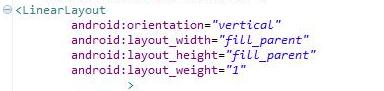 <LinearLayout
android:orientation="vertical"
android:layout_width="fill_parent"
android:layout_height="fill_parent"
android:layout_weight="1"
>